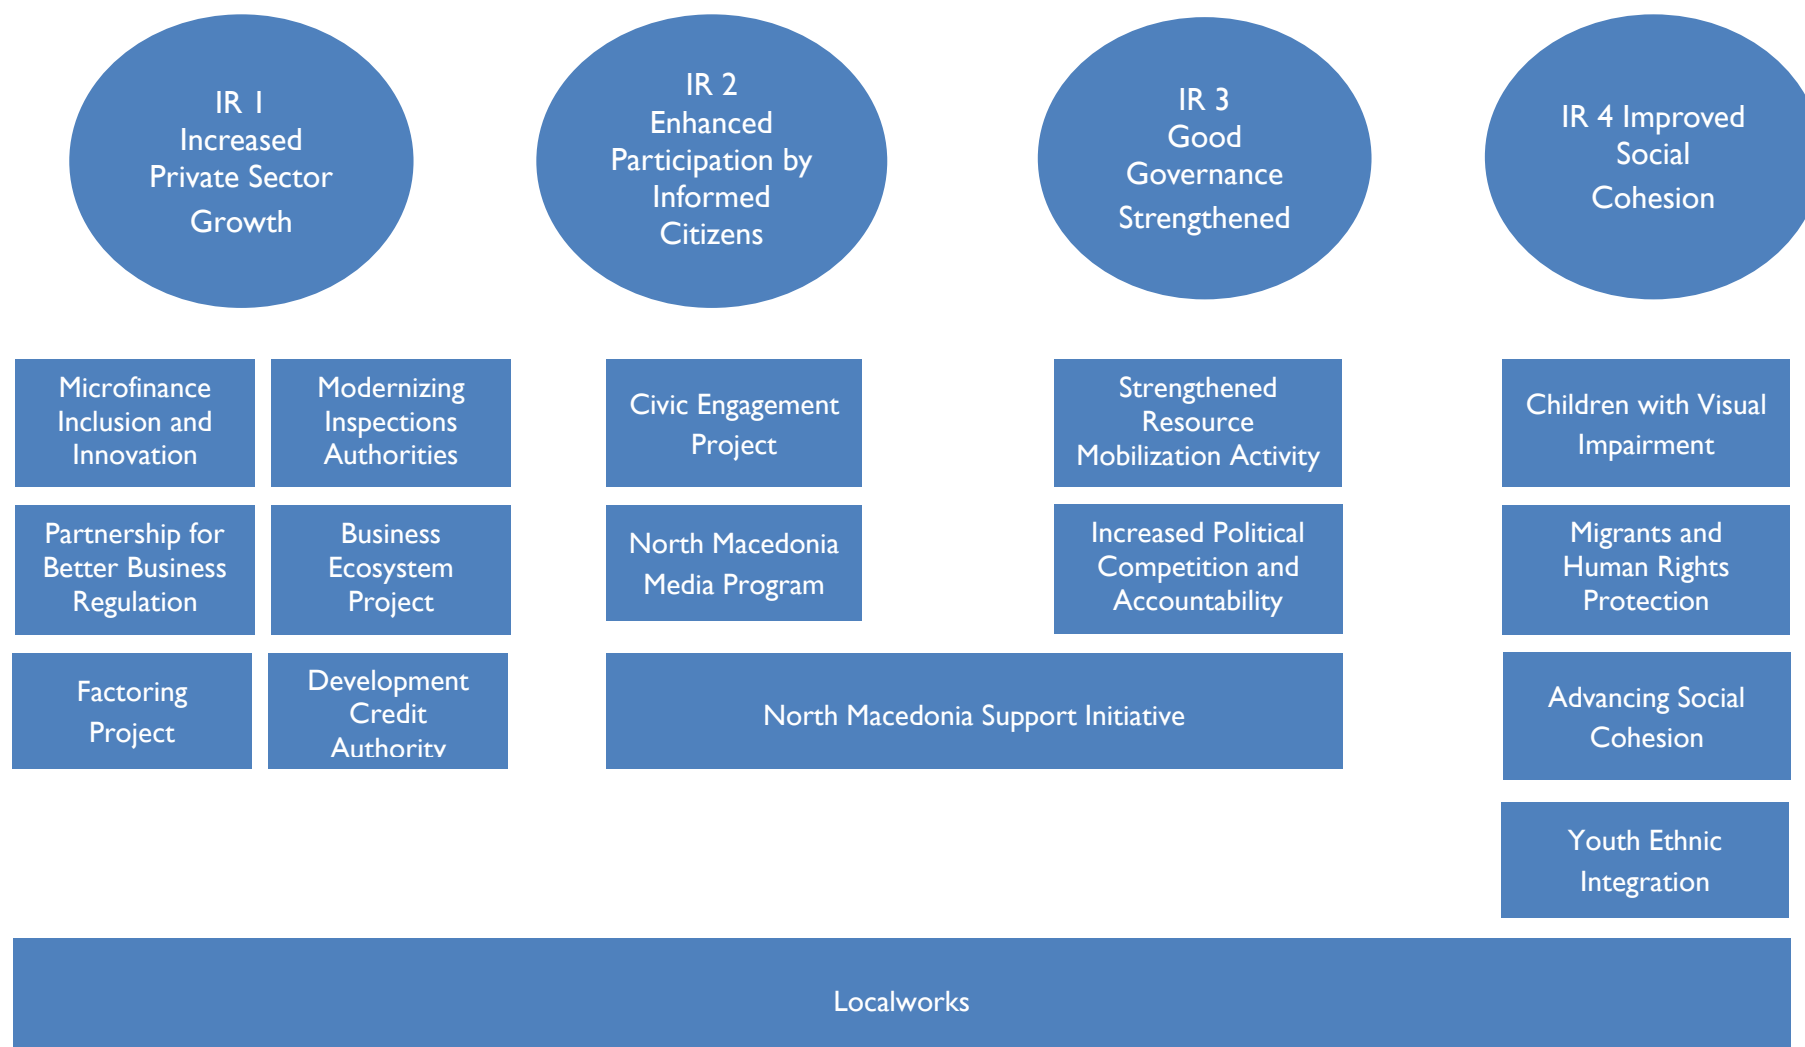 IR 1
Increased
Private Sector
Growth
IR 2
Enhanced
Participation by
Informed
Citizens
IR 3
Good
Governance
Strengthened
IR 4 Improved
Social
Cohesion
Microfinance
Inclusion and
Innovation
Modernizing
Inspections
Authorities
Civic Engagement
Project
Strengthened
Resource
Mobilization Activity
Children with Visual
Impairment
Partnership for
Better Business
Regulation
Business
Ecosystem
Project
North Macedonia
Media Program
Increased Political
Competition and
Accountability
Migrants and
Human Rights
Protection
Factoring
Project
Development
Credit
Authority
North Macedonia Support Initiative
Advancing Social
Cohesion
Youth Ethnic
Integration
Localworks